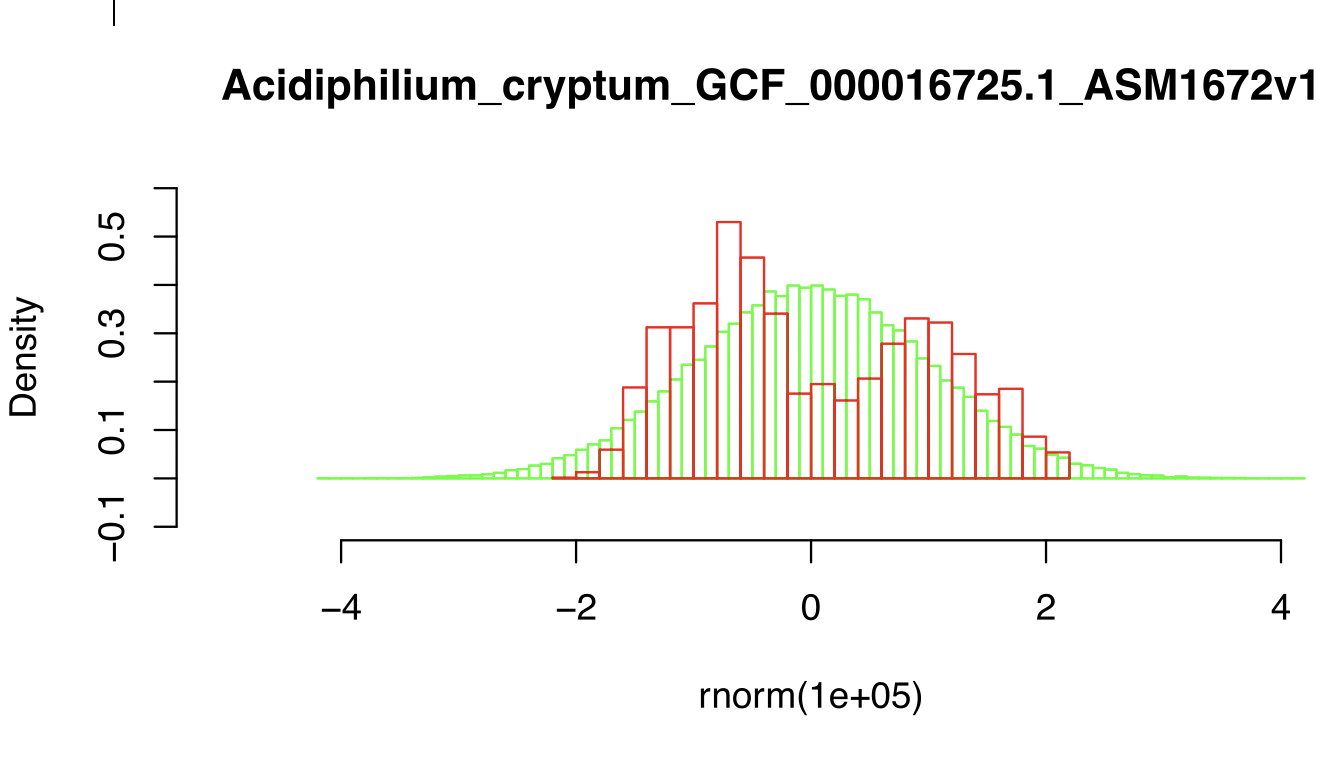 Acidiphilium_cryptum_GCF_000016725.1_ASM1672v1
Density
0.5
0.3
0.1
−0.1
−4 −2 0 2 4
rnorm(1e+05)